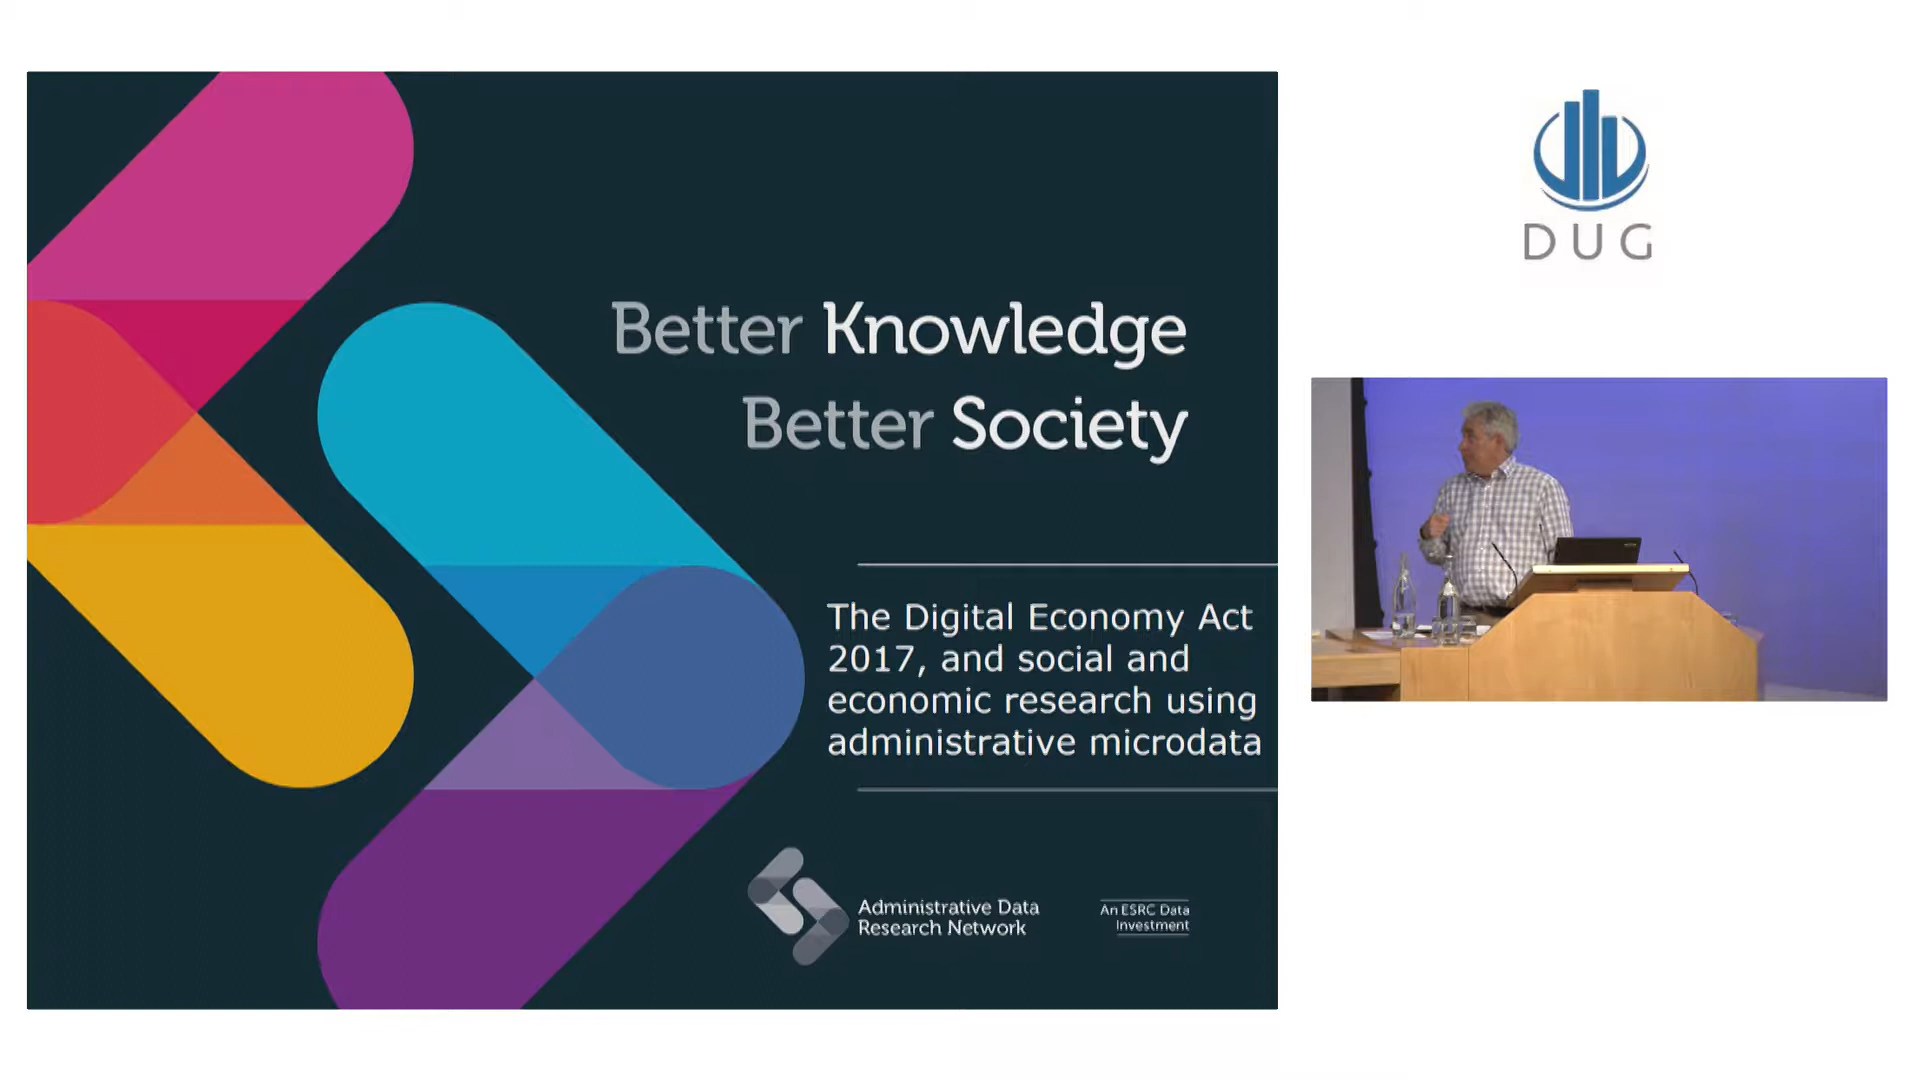 Better Knowledge
Better Society
The Digital Economy Act
2017, and social and
economic research using
administrative microdata
Administrative Data
Research Network
An ESRC Data
Investment
DUG